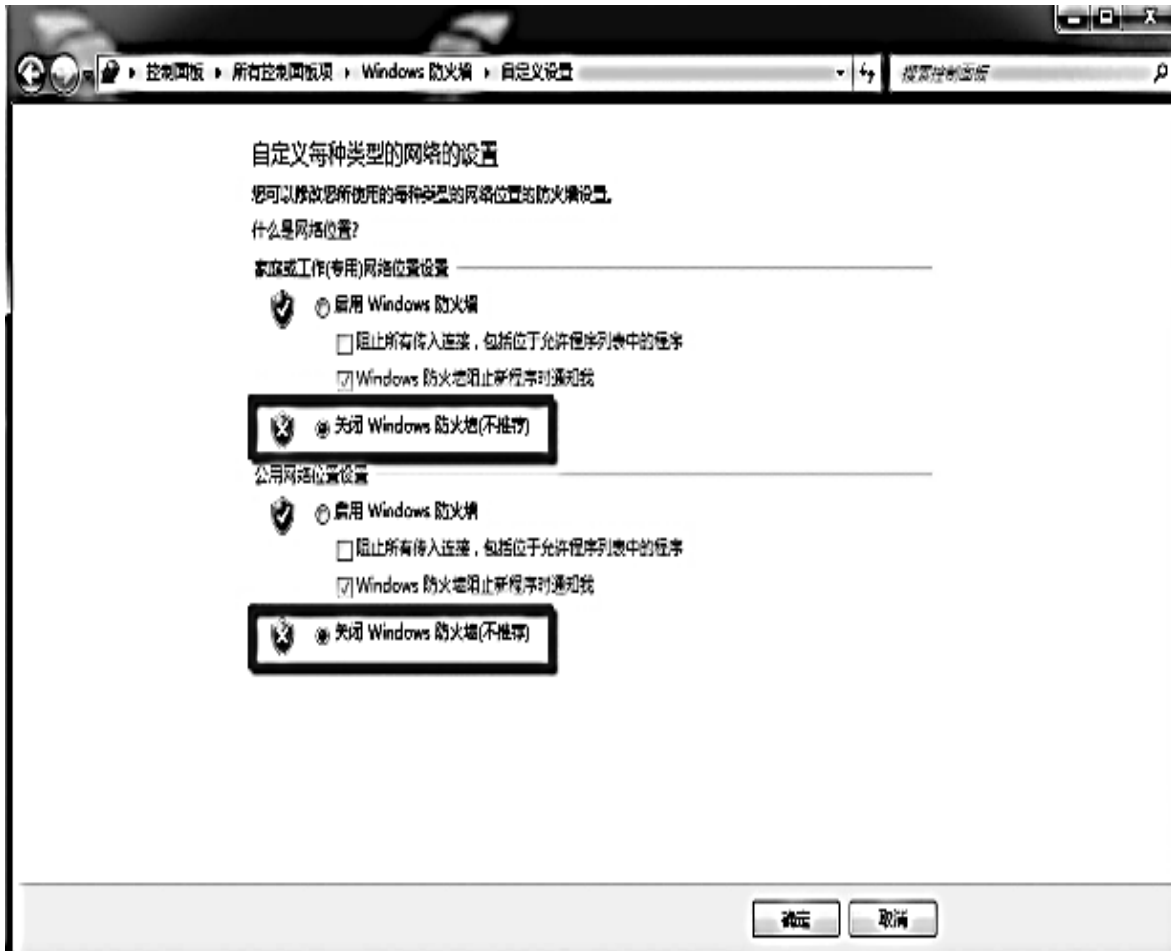 控制面板 ▸ 所有控制面板项 ▸ Windows 防火墙 ▸ 自定义设置
搜索控制面板
自定义每种类型的网络的设置
您可以修改您所使用的每种类型的网络位置的防火墙设置。
什么是网络位置?
家庭或工作(专用)网络位置设置
启用 Windows 防火墙
阻止所有传入连接，包括位于允许程序列表中的程序
Windows 防火墙阻止新程序时通知我
关闭 Windows 防火墙(不推荐)
公用网络位置设置
启用 Windows 防火墙
阻止所有传入连接，包括位于允许程序列表中的程序
Windows 防火墙阻止新程序时通知我
关闭 Windows 防火墙(不推荐)
确定
取消